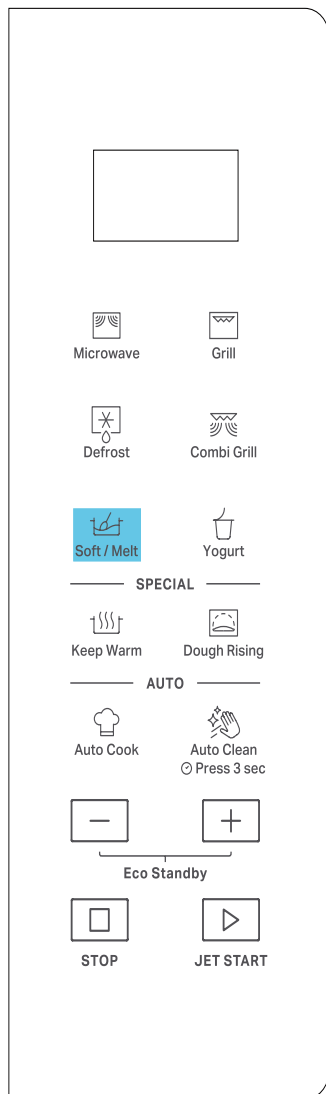 Microwave
Grill
Defrost
Combi Grill
Soft / Melt
Yogurt
SPECIAL
Keep Warm
Dough Rising
AUTO
Auto Cook
Auto Clean
Press 3 sec
Eco Standby
STOP
JET START